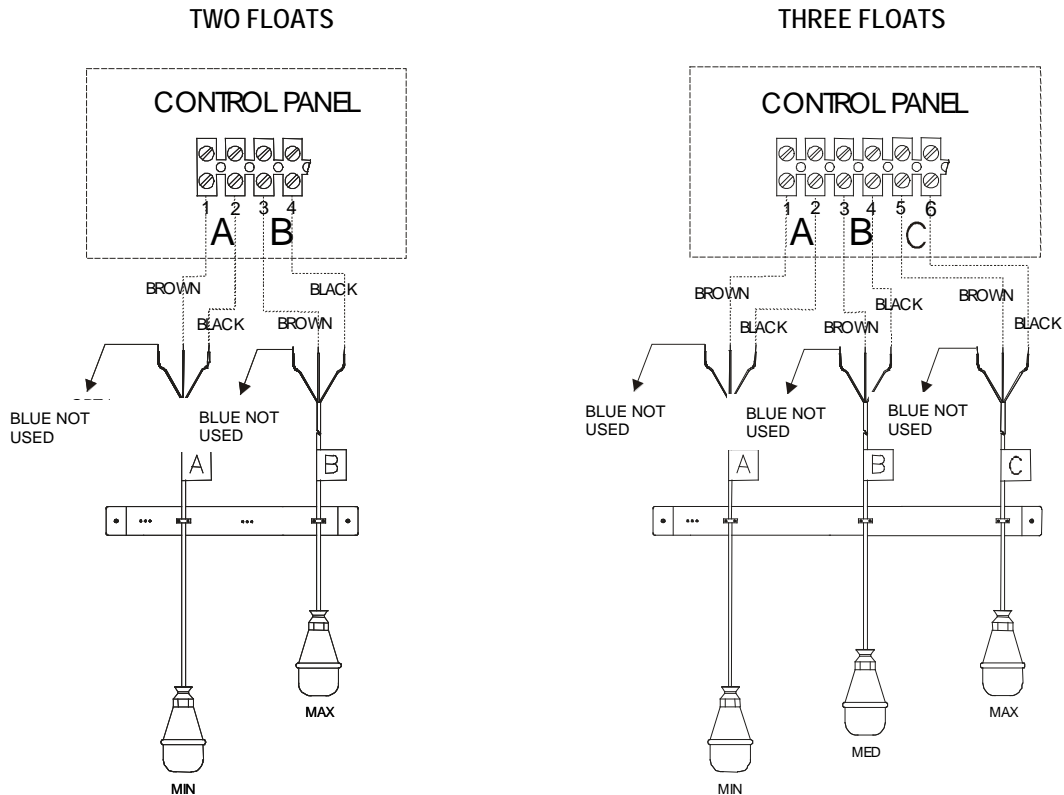 TWO FLOATS
CONTROL PANEL
1 2 3 4
A B
BROWN
BLACK
BLACK
BROWN
BLUE NOT
USED
BLUE NOT
USED
A
B
MAX
MIN
THREE FLOATS
CONTROL PANEL
1 2 3 4 5 6
A B C
BROWN
BLACK
BROWN
BLACK
BROWN
BLACK
BLUE NOT
USED
BLUE NOT
USED
BLUE NOT
USED
A
B
C
MAX
MED
MIN